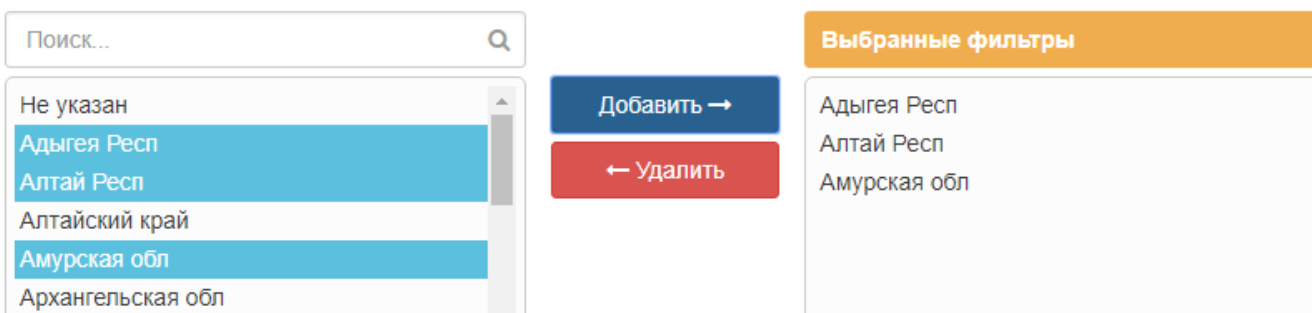 Поиск...
Не указан
Адыгея Респ
Алтай Респ
Алтайский край
Амурская обл
Архангельская обл
Добавить →
← Удалить
Выбранные фильтры
Адыгея Респ
Алтай Респ
Амурская обл